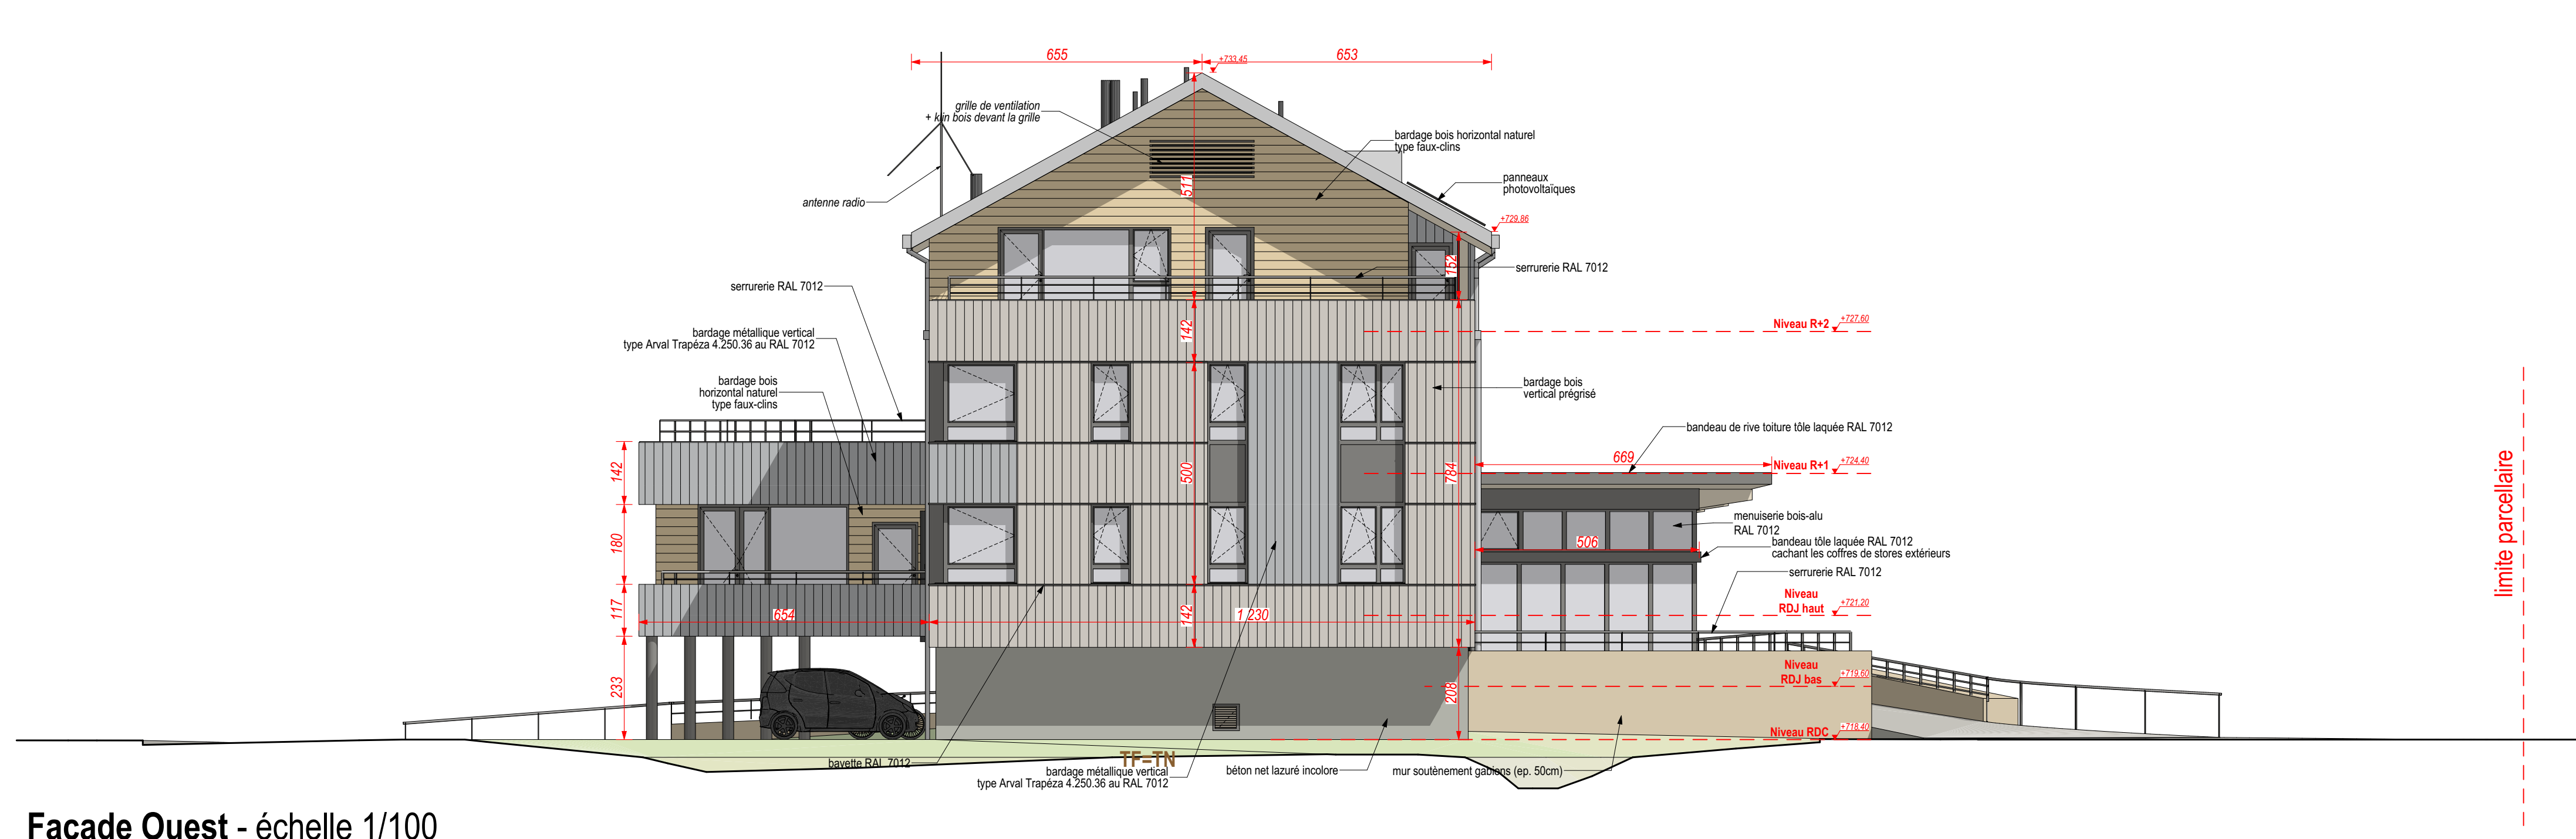 655
653
+733,45
grille de ventilation
+ klin bois devant la grille
bardage bois horizontal naturel
type faux-clins
511
panneaux
photovoltaïques
antenne radio
+729,86
152
serrurerie RAL 7012
serrurerie RAL 7012
142
Niveau R+2
+727,60
bardage métallique vertical
type Arval Trapéza 4.250.36 au RAL 7012
bardage bois
horizontal naturel
type faux-clins
bardage bois
vertical prégrisé
bandeau de rive toiture tôle laquée RAL 7012
142
500
784
669
Niveau R+1
+724,40
limite parcellaire
menuiserie bois-alu
RAL 7012
180
506
bandeau tôle laquée RAL 7012
cachant les coffres de stores extérieurs
serrurerie RAL 7012
117
654
142
1 230
Niveau
RDJ haut
+721,20
233
208
Niveau
RDJ bas
+719,60
Niveau RDC
+718,40
TF=TN
bavette RAL 7012
bardage métallique vertical
type Arval Trapéza 4.250.36 au RAL 7012
béton net lazuré incolore
mur soutènement gabions (ep. 50cm)
Façade Ouest - échelle 1/100